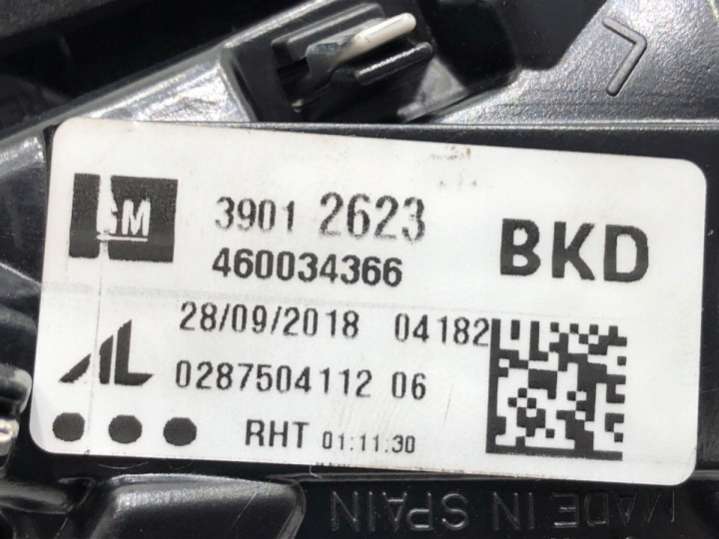 GM 3901 2623 BKD
460034366
28/09/2018 04182
AL 0287504112 06
RHT 01:11:30
MADE IN SPAIN